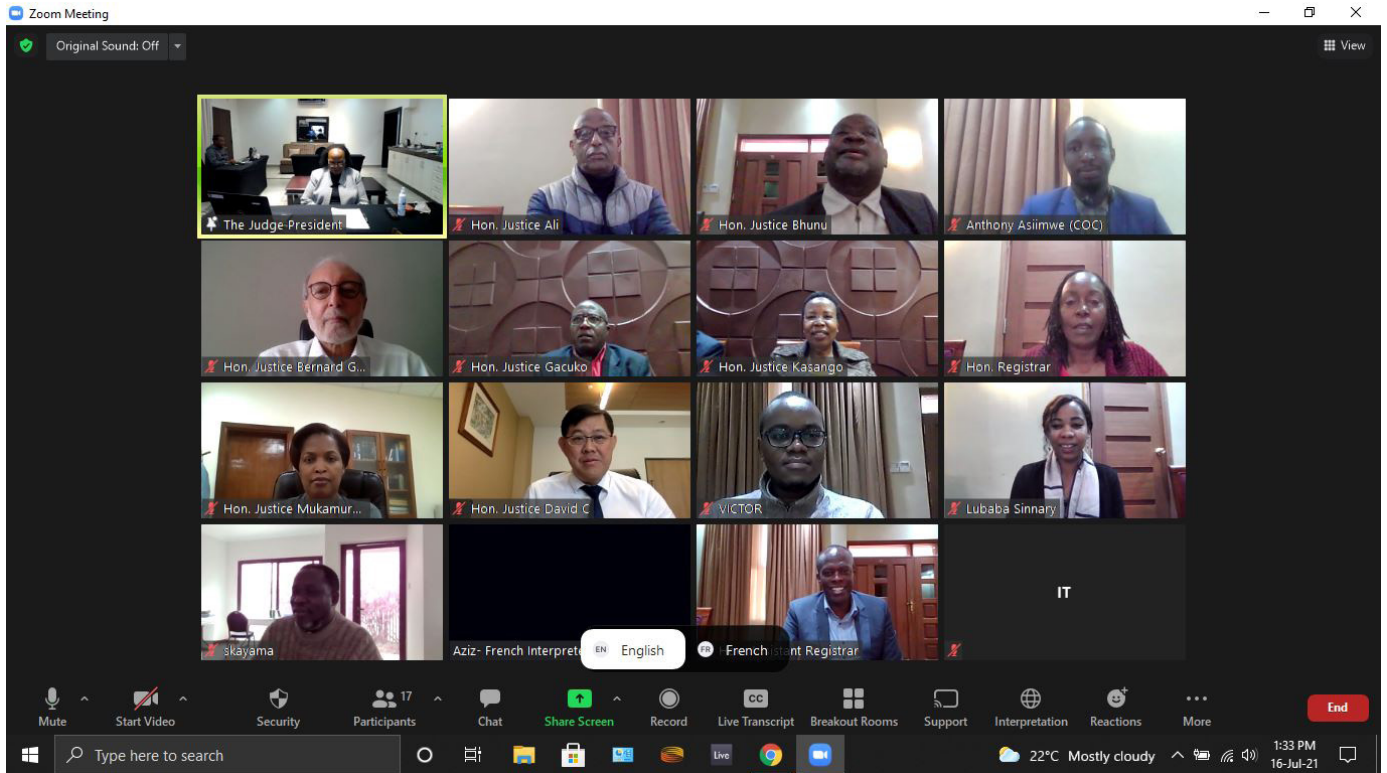 Zoom Meeting
Original Sound: Off
View
The Judge President
Hon. Justice Ali
Hon. Justice Bhunu
Anthony Asiimwe (COC)
Hon. Justice Bernard G...
Hon. Justice Gacuko
Hon. Justice Kasango
Hon. Registrar
Hon. Justice Mukamur...
Hon. Justice David C
VICTOR
Lubaba Sinnary
skayama
Aziz- French Interprete
EN English
FR French
Registrar
IT
Mute
Start Video
Security
17
Participants
Chat
Share Screen
Record
CC
Live Transcript
Breakout Rooms
Support
Interpretation
Reactions
More
End
Type here to search
Live
22°C Mostly cloudy
1:33 PM
16-Jul-21